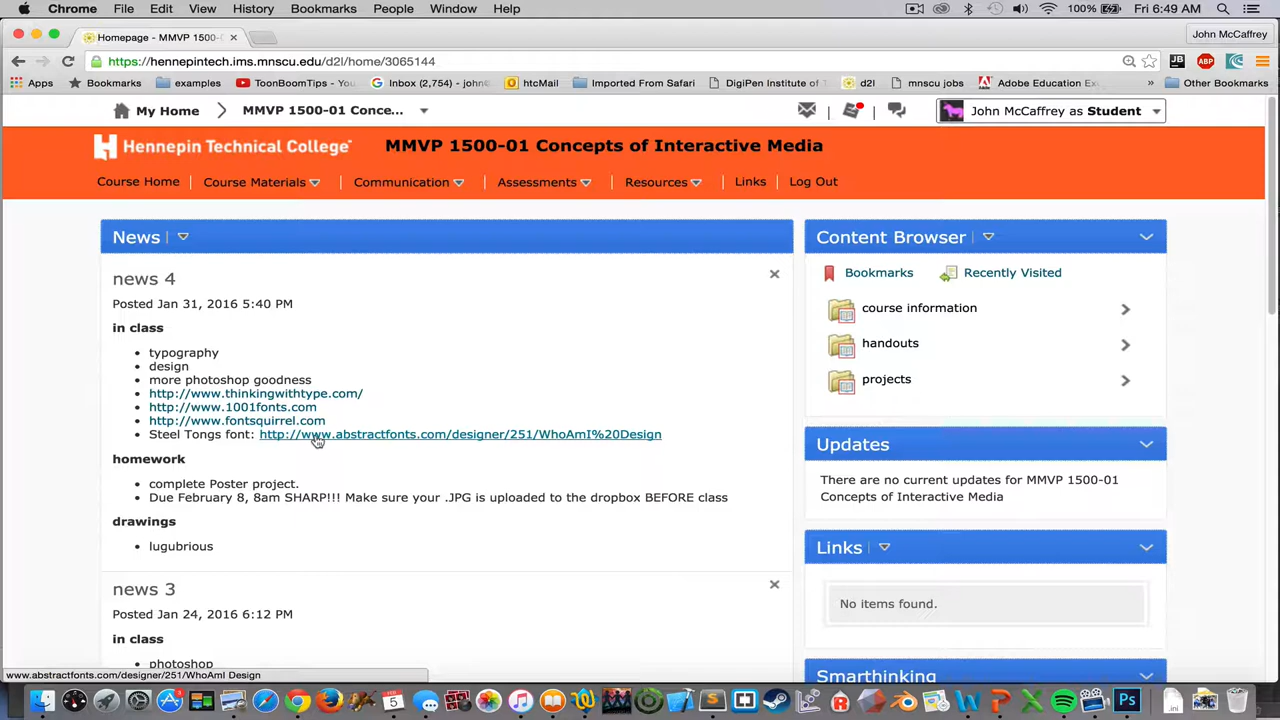 Chrome File Edit View History Bookmarks People Window Help 100% Fri 6:49 AM
Homepage - MMVP 1500-
John McCaffrey
https://hennepintech.ims.mnscu.edu/d2l/home/3065144
Apps Bookmarks examples ToonBoomTips - You Inbox (2,754) - john@ htcMail Imported From Safari DigiPen Institute of d2l mnscu jobs Adobe Education Ex » Other Bookmarks
My Home MMVP 1500-01 Conce... John McCaffrey as Student
Hennepin Technical College MMVP 1500-01 Concepts of Interactive Media
Course Home Course Materials Communication Assessments Resources Links Log Out
News
news 4
Posted Jan 31, 2016 5:40 PM
in class
• typography
• design
• more photoshop goodness
• http://www.thinkingwithtype.com/
• http://www.1001fonts.com
• http://www.fontsquirrel.com
• Steel Tongs font: http://www.abstractfonts.com/designer/251/WhoAmI%20Design
homework
• complete Poster project.
• Due February 8, 8am SHARP!!! Make sure your .JPG is uploaded to the dropbox BEFORE class
drawings
• lugubrious
news 3
Posted Jan 24, 2016 6:12 PM
in class
• photoshop
Content Browser
Bookmarks Recently Visited
course information
handouts
projects
Updates
There are no current updates for MMVP 1500-01
Concepts of Interactive Media
Links
No items found.
Smarthinking
www.abstractfonts.com/designer/251/WhoAmI Design